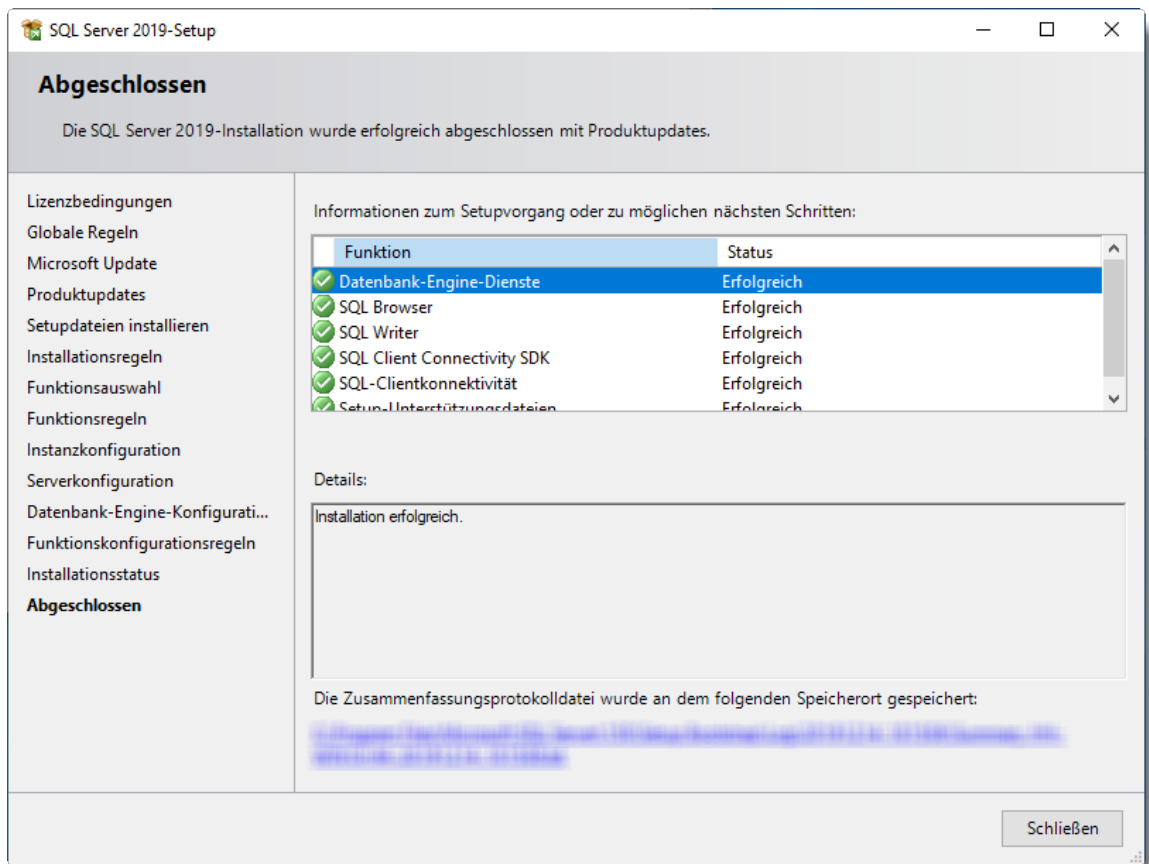 SQL Server 2019-Setup
Abgeschlossen
Die SQL Server 2019-Installation wurde erfolgreich abgeschlossen mit Produktupdates.
Lizenzbedingungen
Globale Regeln
Microsoft Update
Produktupdates
Setupdateien installieren
Installationsregeln
Funktionsauswahl
Funktionsregeln
Instanzkonfiguration
Serverkonfiguration
Datenbank-Engine-Konfigurati...
Funktionskonfigurationsregeln
Installationsstatus
Abgeschlossen
Informationen zum Setupvorgang oder zu möglichen nächsten Schritten:
Funktion Status
Datenbank-Engine-Dienste Erfolgreich
SQL Browser Erfolgreich
SQL Writer Erfolgreich
SQL Client Connectivity SDK Erfolgreich
SQL-Clientkonnektivität Erfolgreich
Setup-Unterstützungsdateien Erfolgreich
Details:
Installation erfolgreich.
Die Zusammenfassungsprotokolldatei wurde an dem folgenden Speicherort gespeichert:
Schließen